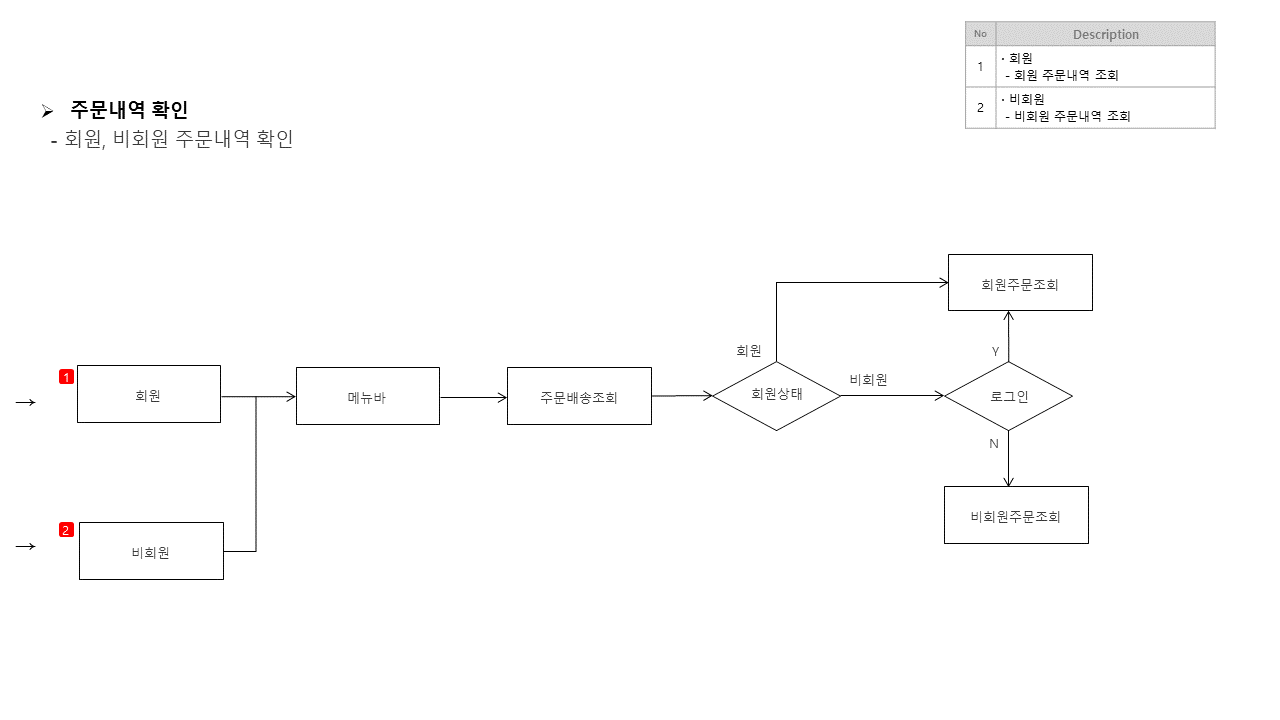 No Description
1
· 회원
- 회원 주문내역 조회
2
· 비회원
- 비회원 주문내역 조회
➢ 주문내역 확인
- 회원, 비회원 주문내역 확인
회원주문조회
회원
Y
1
→
회원
메뉴바
주문배송조회
회원상태
비회원
로그인
N
2
→
비회원
비회원주문조회